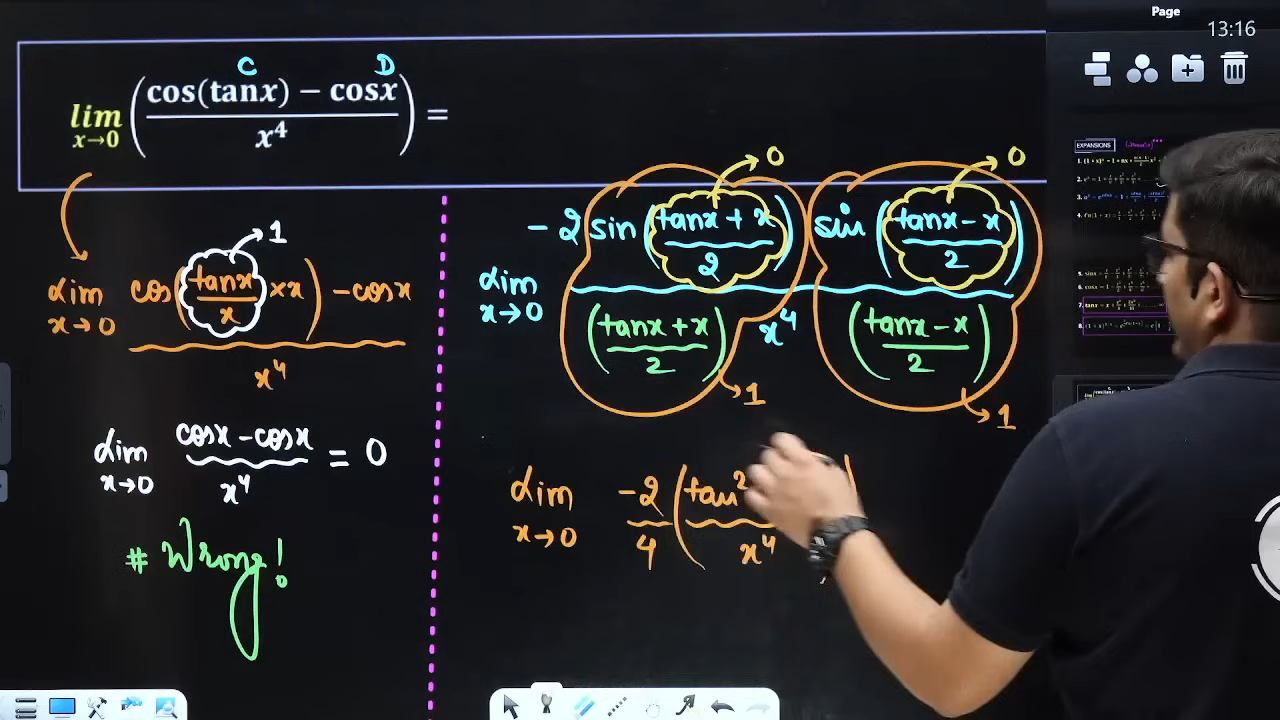 Page
13:16
C D
lim x→0 ( cos(tanx) − cosx / x⁴ ) =
EXPANSIONS
1
lim x→0 cos( tanx / x × x ) − cosx / x⁴
lim x→0 cosx − cosx / x⁴ = 0
# Wrong!
0 0
lim x→0 −2 sin( tanx + x / 2 ) sin( tanx − x / 2 ) / ( tanx + x / 2 ) x⁴ ( tanx − x / 2 )
1 1
lim x→0 −2 / 4 ( tan² / x⁴